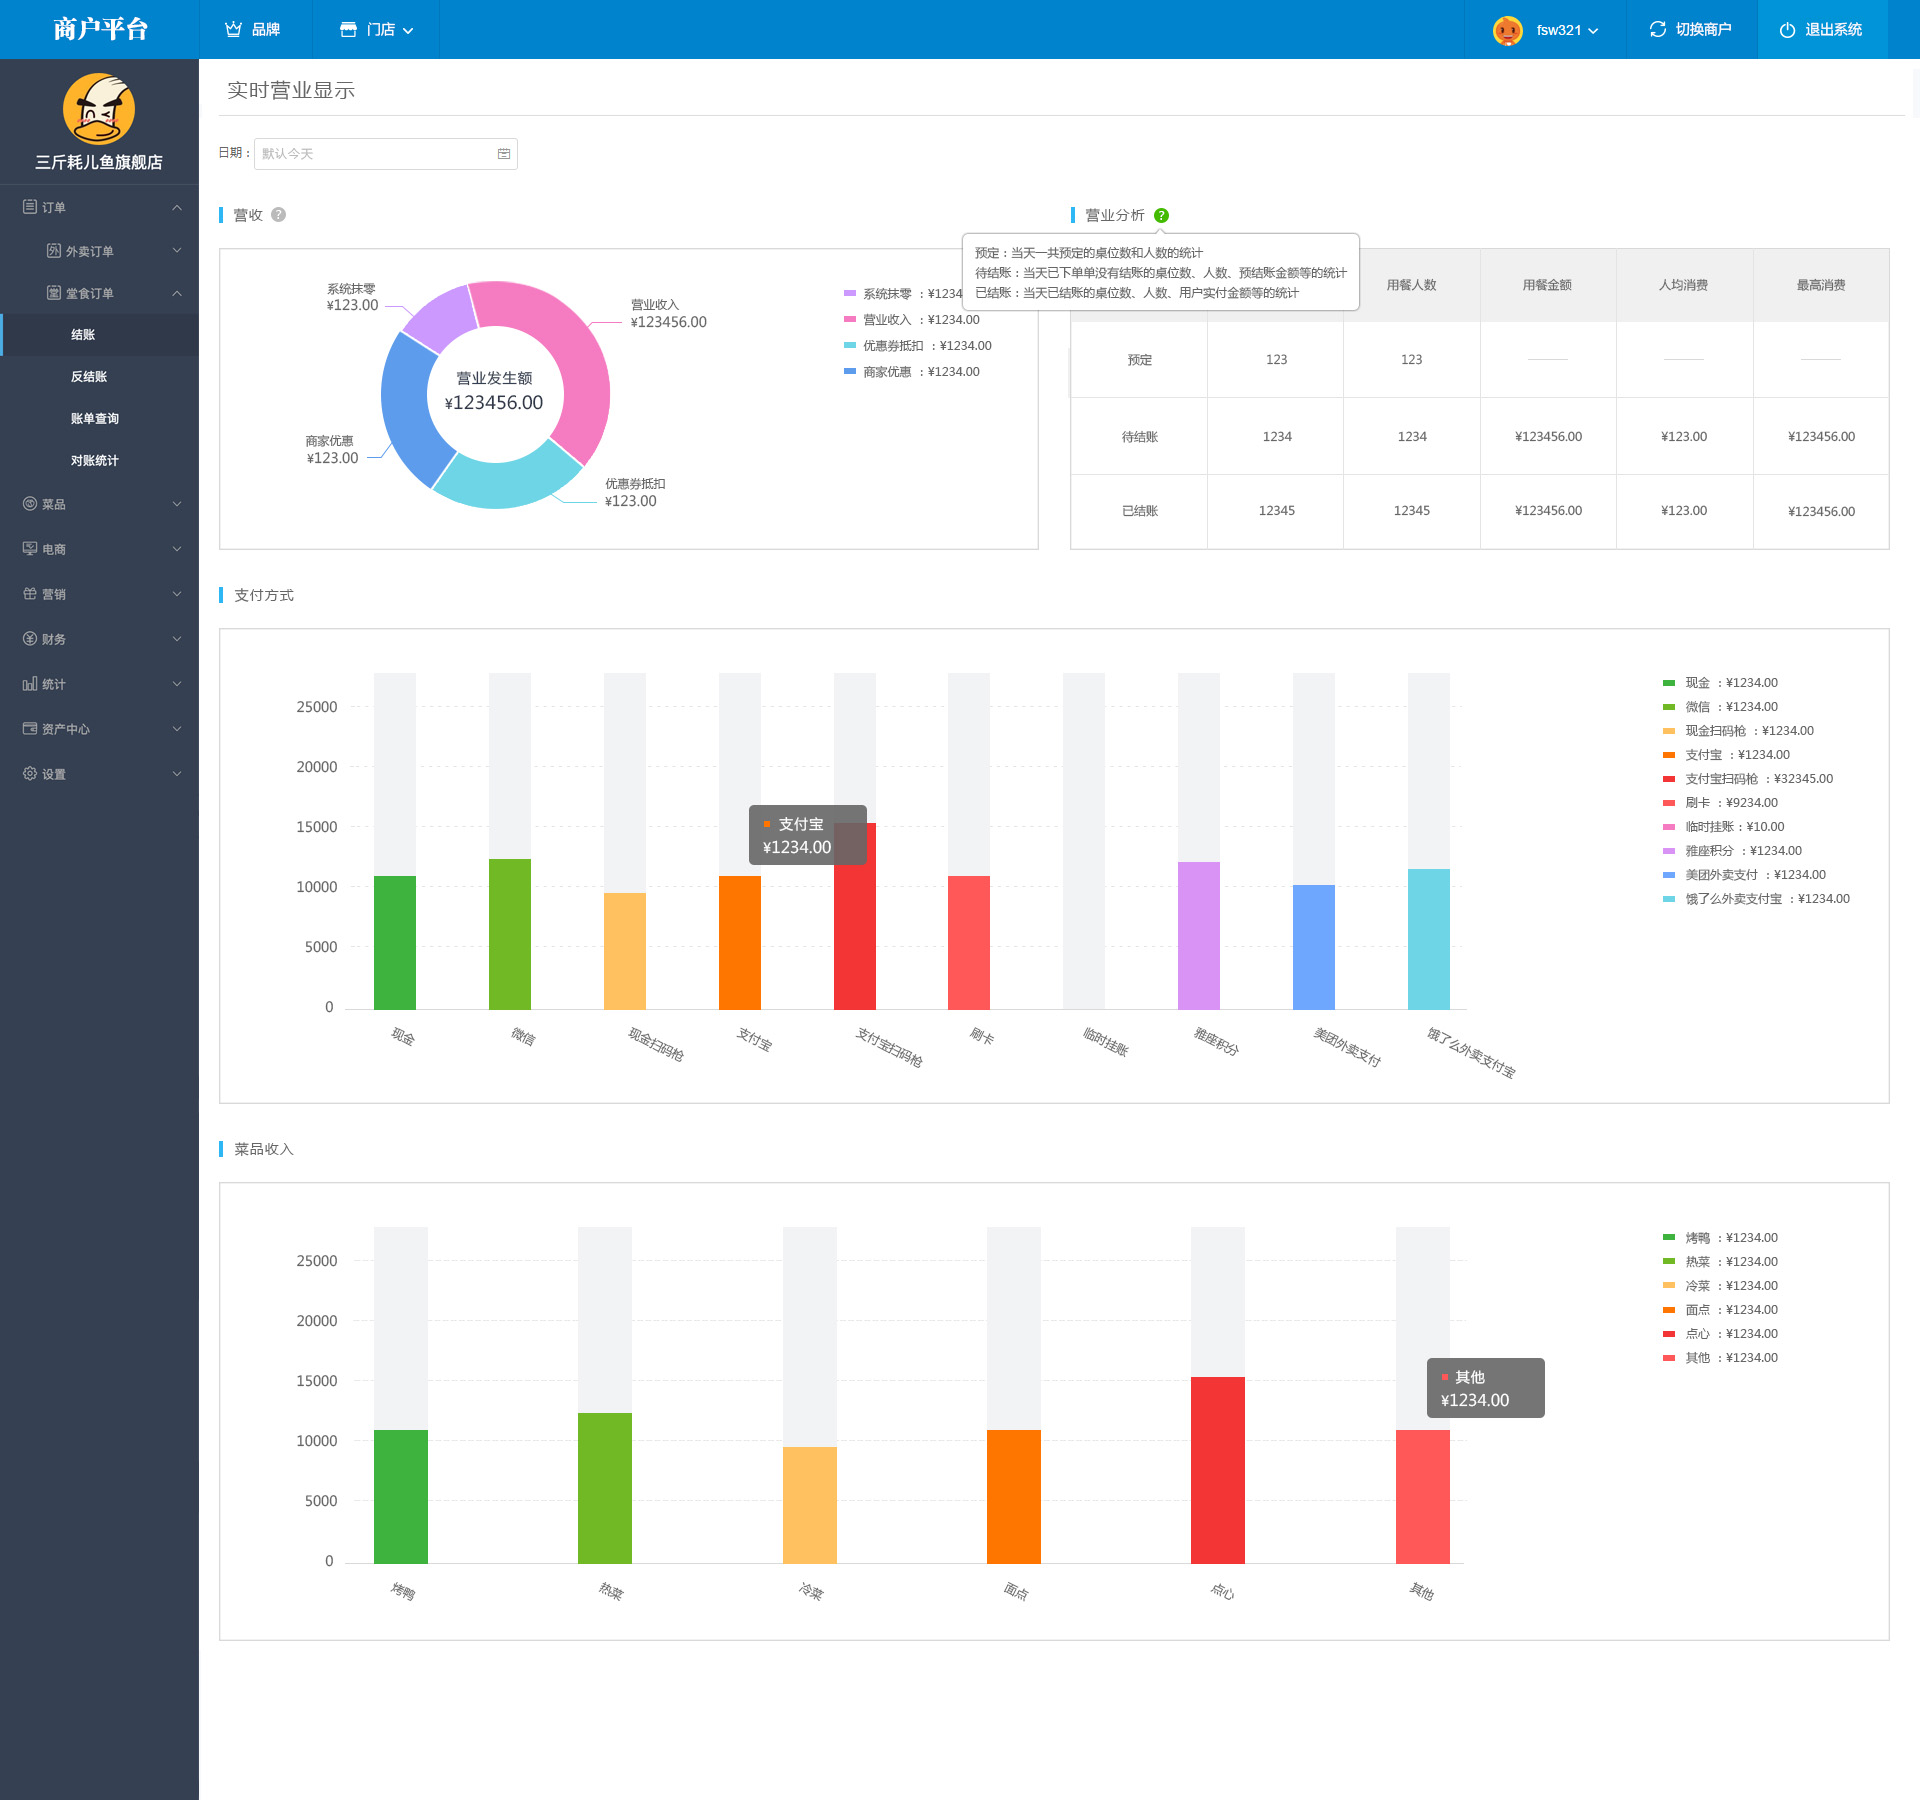 商户平台
品牌
门店
fsw321
切换商户
退出系统
三斤耗儿鱼旗舰店
订单
外卖订单
堂食订单
结账
反结账
账单查询
对账统计
菜品
电商
营销
财务
统计
资产中心
设置
实时营业显示
日期：
默认今天
营收 ?
系统抹零
¥123.00
营业收入
¥123456.00
商家优惠
¥123.00
优惠券抵扣
¥123.00
营业发生额
¥123456.00
系统抹零 ：¥1234
营业收入 ：¥1234.00
优惠券抵扣 ：¥1234.00
商家优惠 ：¥1234.00
营业分析 ?
预定：当天一共预定的桌位数和人数的统计
待结账：当天已下单单没有结账的桌位数、人数、预结账金额等的统计
已结账：当天已结账的桌位数、人数、用户实付金额等的统计
用餐人数 用餐金额 人均消费 最高消费
预定 123 123
待结账 1234 1234 ¥123456.00 ¥123.00 ¥123456.00
已结账 12345 12345 ¥123456.00 ¥123.00 ¥123456.00
支付方式
25000
20000
15000
10000
5000
0
支付宝
¥1234.00
现金
微信
现金扫码枪
支付宝
支付宝扫码枪
刷卡
临时挂账
雅座积分
美团外卖支付
饿了么外卖支付宝
现金 ：¥1234.00
微信 ：¥1234.00
现金扫码枪 ：¥1234.00
支付宝 ：¥1234.00
支付宝扫码枪 ：¥32345.00
刷卡 ：¥9234.00
临时挂账：¥10.00
雅座积分 ：¥1234.00
美团外卖支付 ：¥1234.00
饿了么外卖支付宝 ：¥1234.00
菜品收入
25000
20000
15000
10000
5000
0
其他
¥1234.00
烤鸭
热菜
冷菜
面点
点心
其他
烤鸭 ：¥1234.00
热菜 ：¥1234.00
冷菜 ：¥1234.00
面点 ：¥1234.00
点心 ：¥1234.00
其他 ：¥1234.00